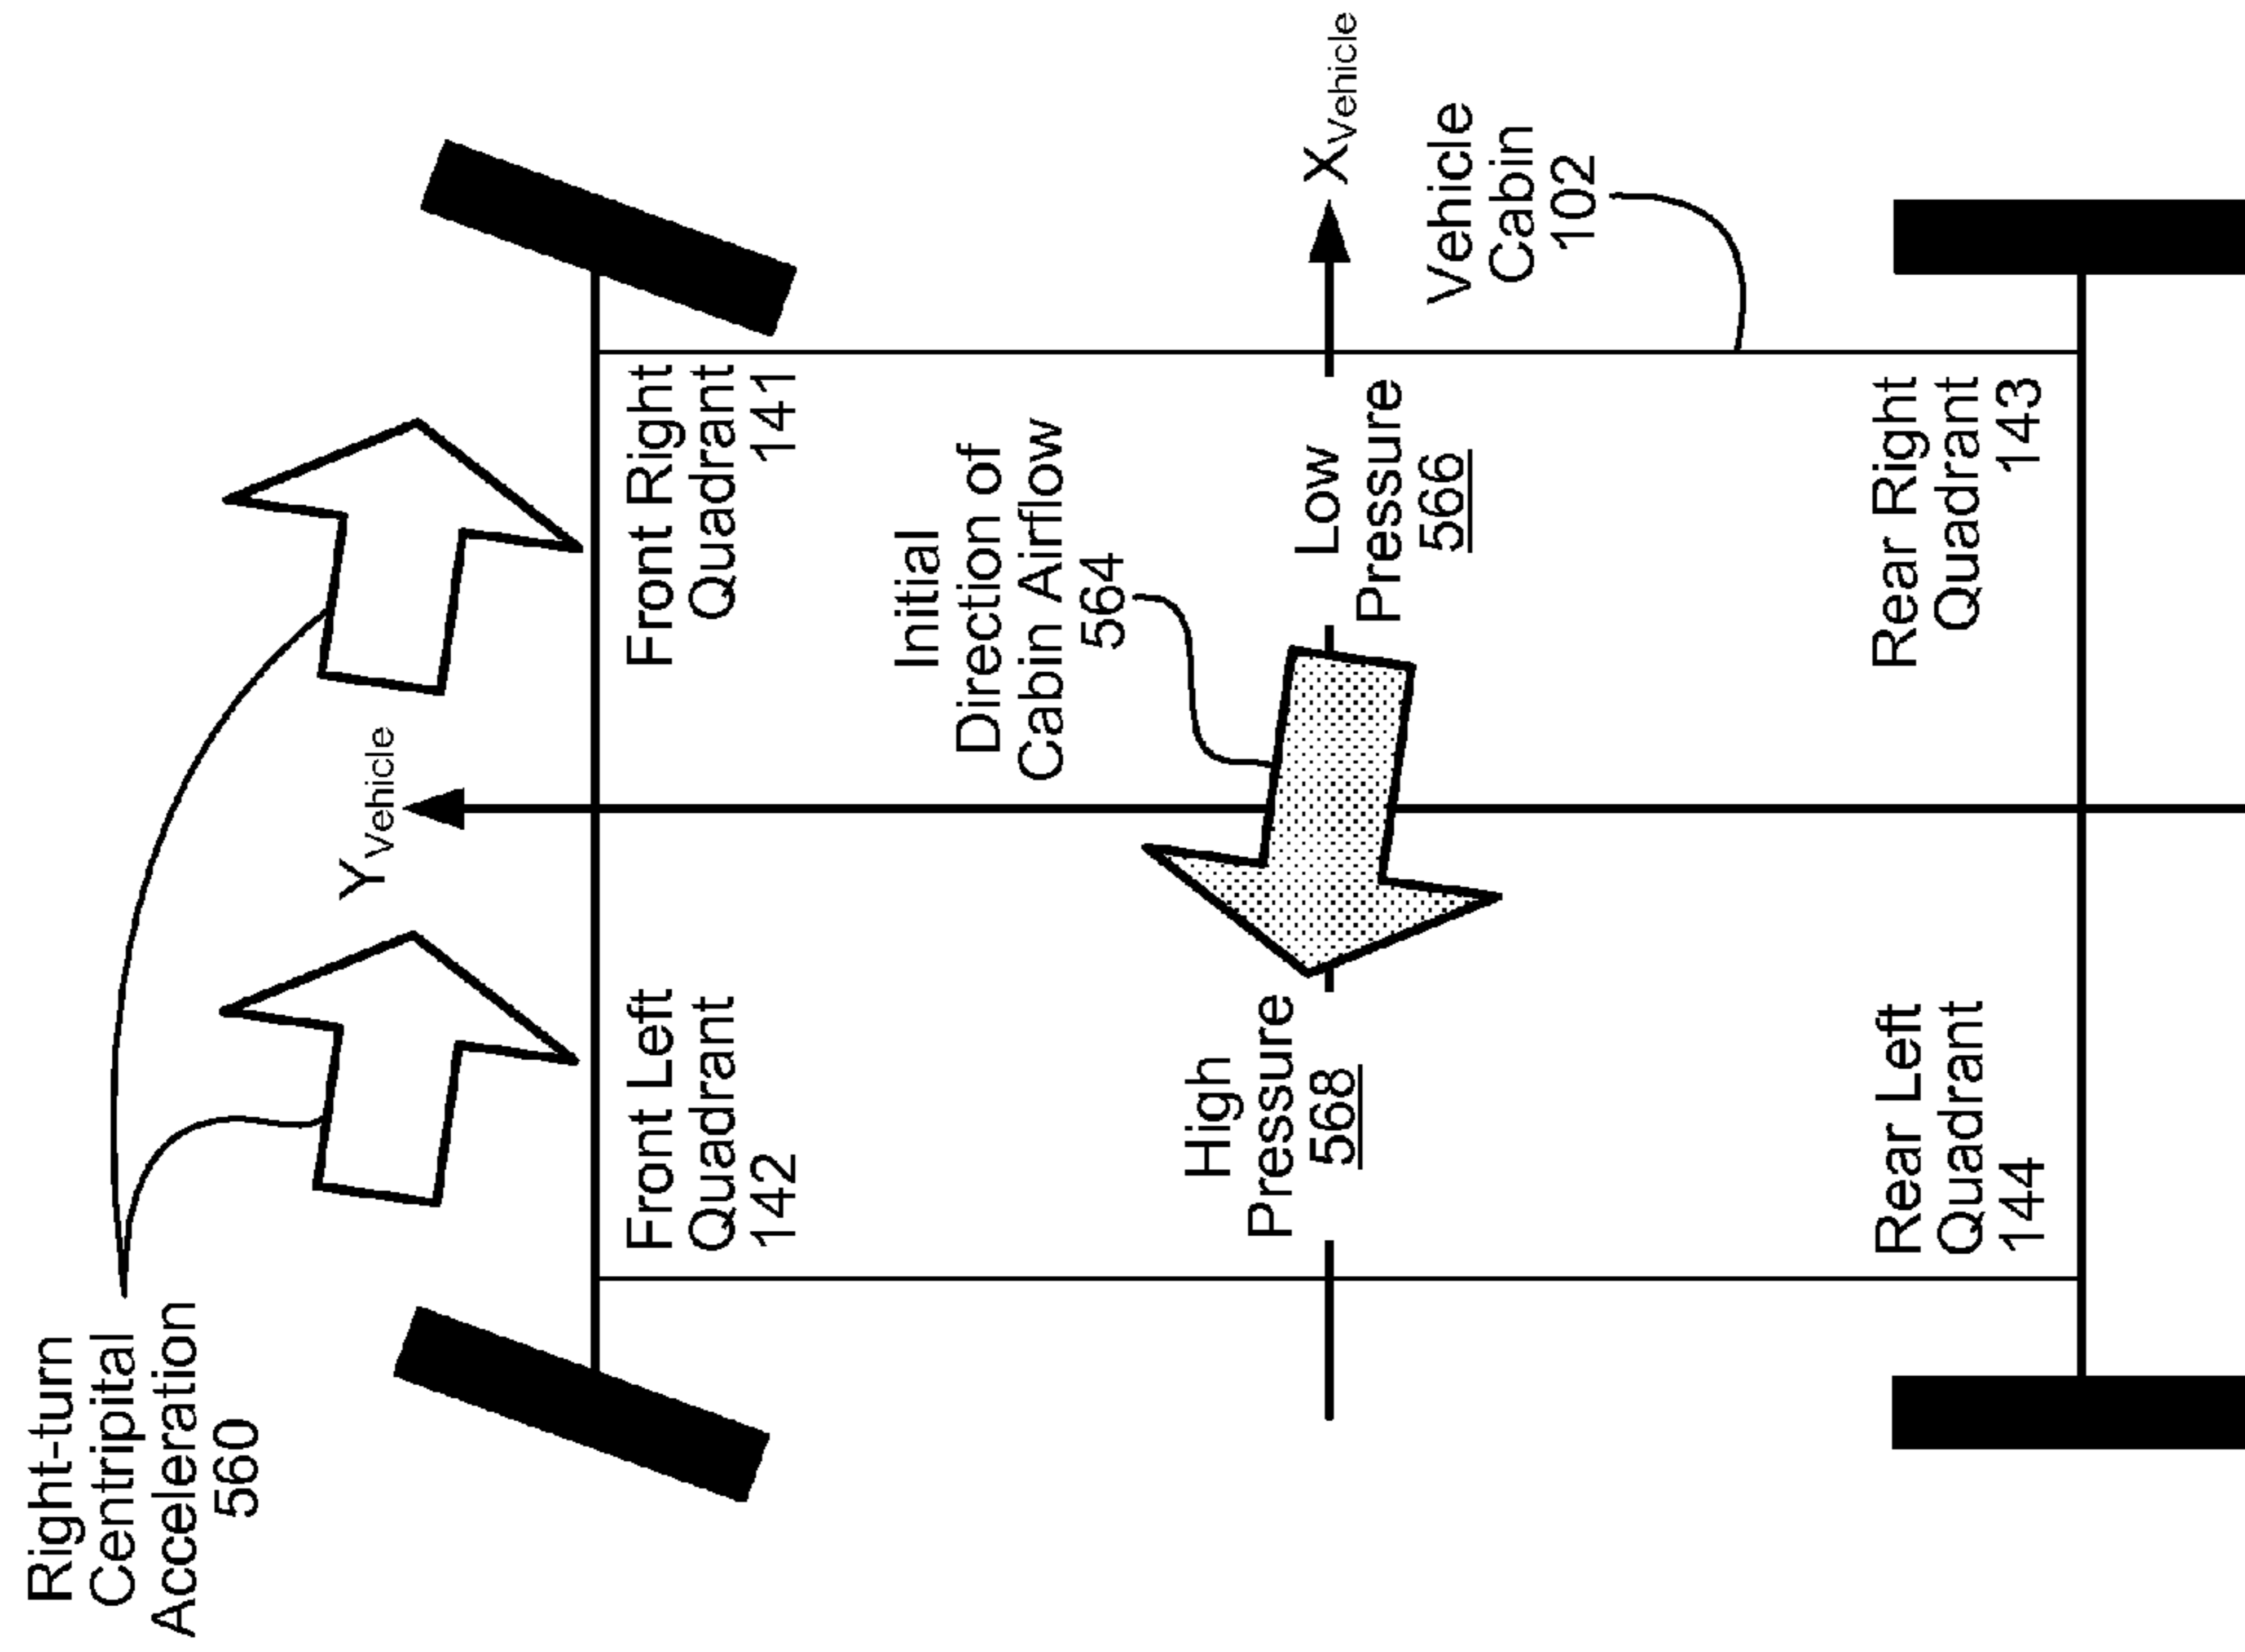 Right-turn
Centripital
Acceleration
560
Y Vehicle
Front Left
Quadrant
142
Front Right
Quadrant
141
Initial
Direction of
Cabin Airflow
564
High
Pressure
568
Low
Pressure
566
X Vehicle
Vehicle
Cabin
102
Rear Left
Quadrant
144
Rear Right
Quadrant
143